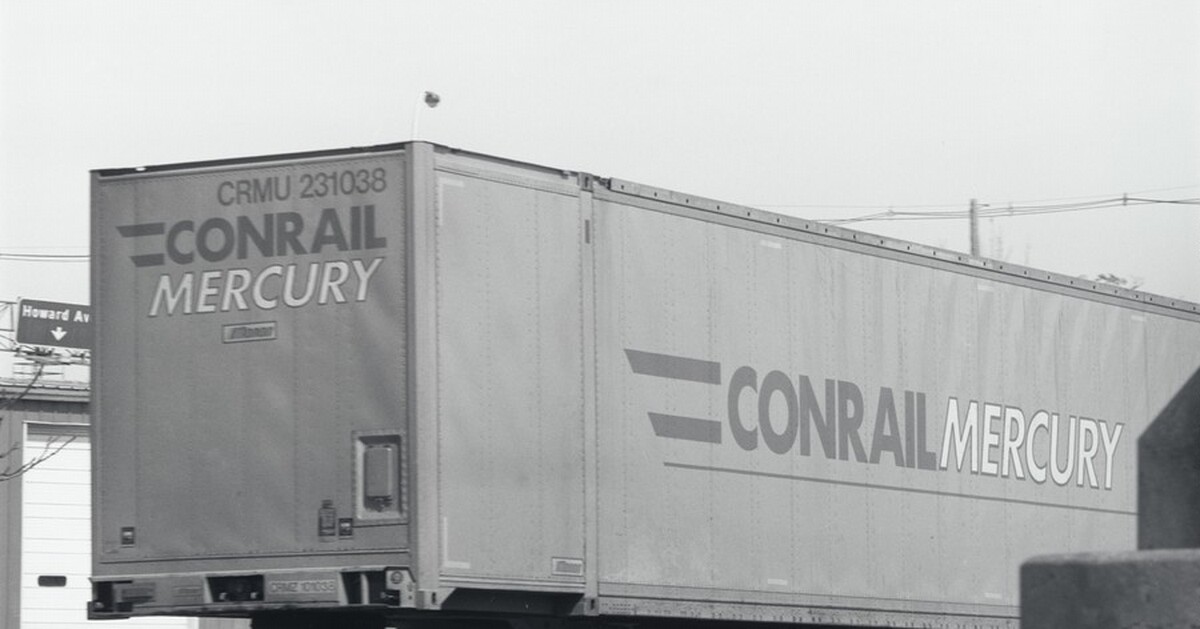 CRMU 231038
CONRAIL
MERCURY
Howard Av
CONRAIL MERCURY